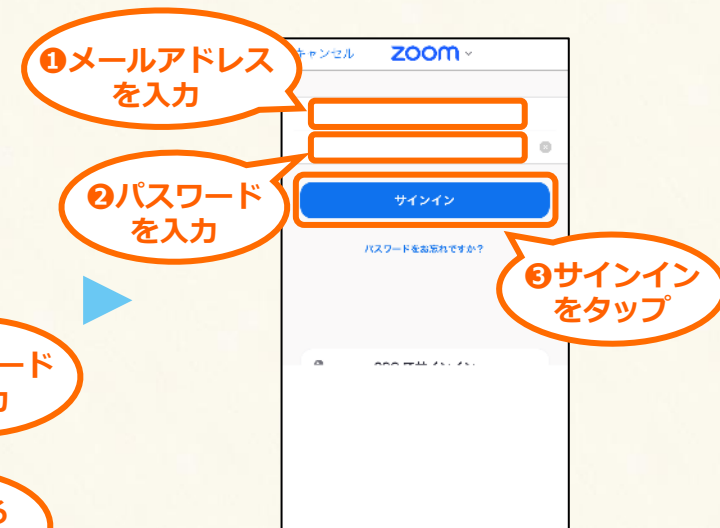 ❶メールアドレス
を入力
キャンセル zoom
❷パスワード
を入力
サインイン
パスワードをお忘れですか?
❸サインイン
をタップ
ード